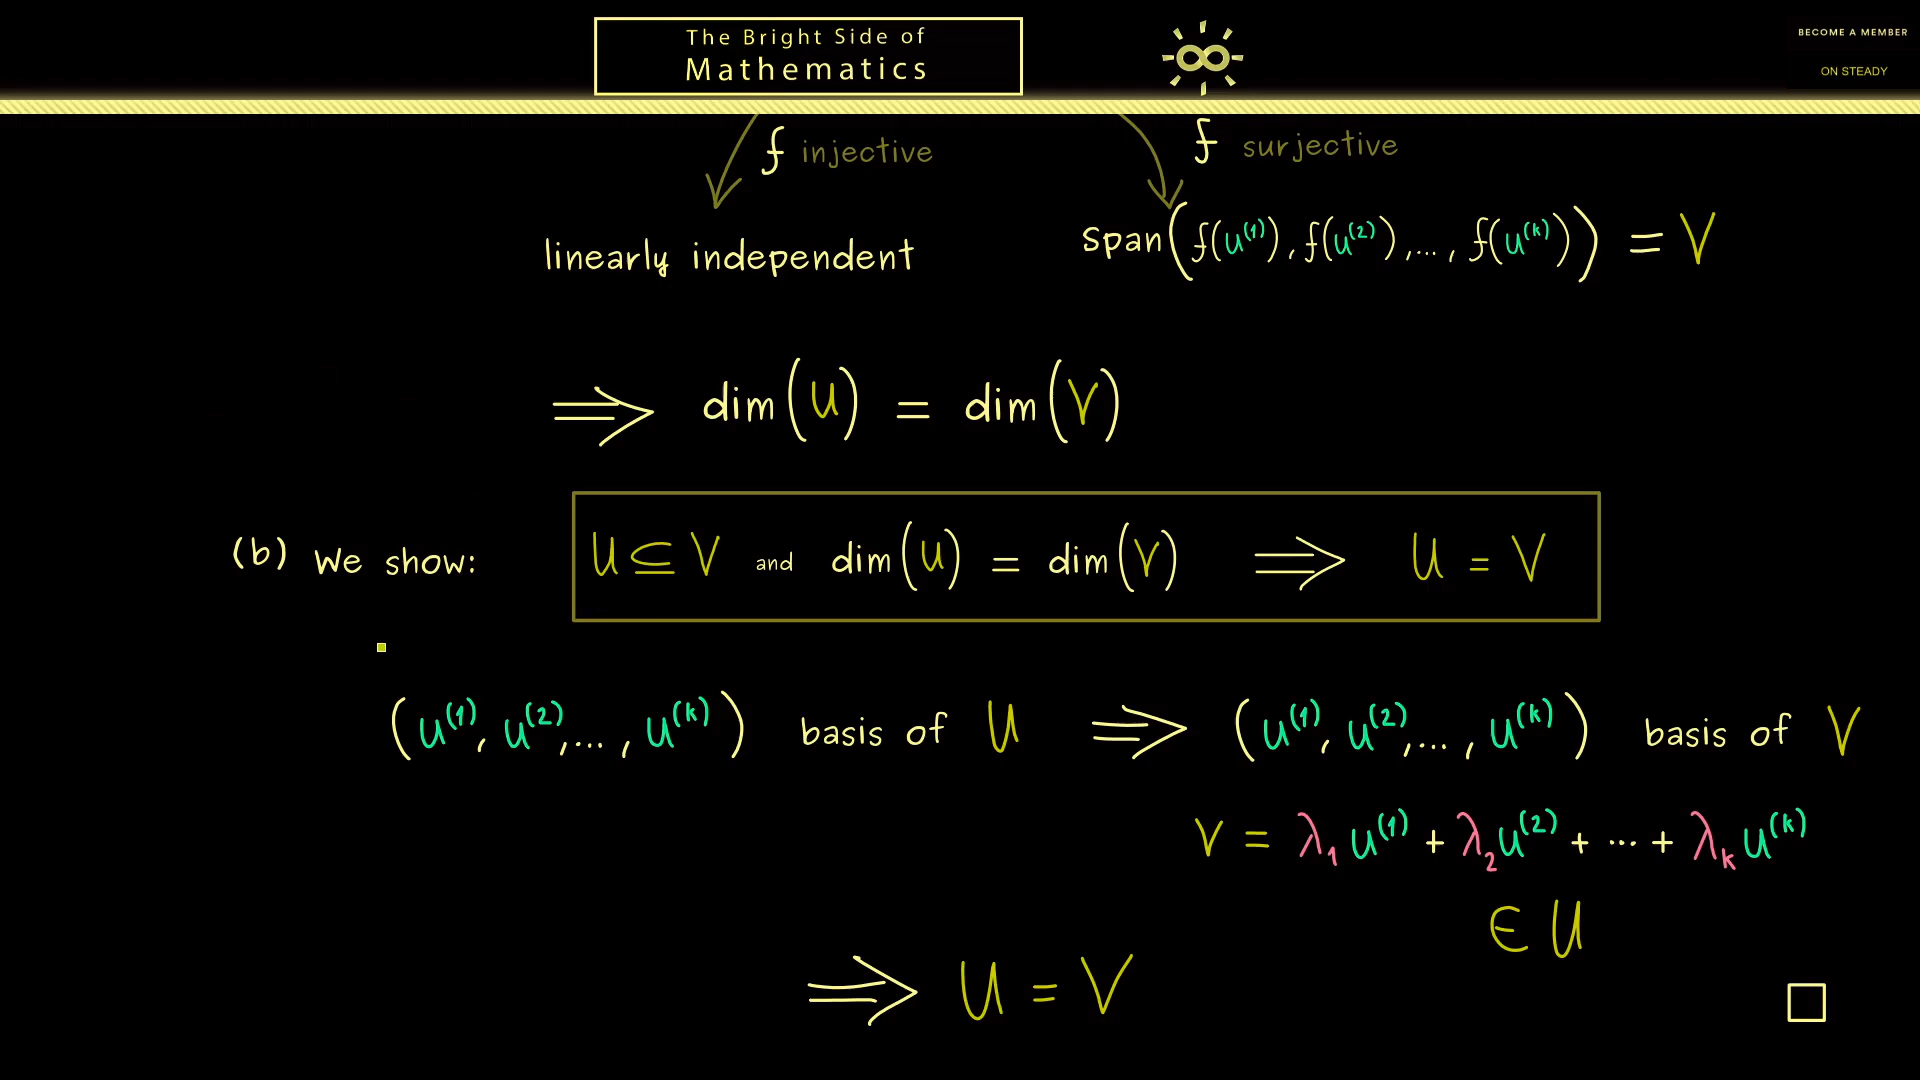 The Bright Side of
Mathematics
BECOME A MEMBER
ON STEADY
f injective
f surjective
linearly independent
span(f(u⁽¹⁾), f(u⁽²⁾),..., f(u⁽ᵏ⁾)) = V
⟹ dim(U) = dim(V)
(b) We show: U ⊆ V and dim(U) = dim(V) ⟹ U = V
(u⁽¹⁾, u⁽²⁾,..., u⁽ᵏ⁾) basis of U ⟹ (u⁽¹⁾, u⁽²⁾,..., u⁽ᵏ⁾) basis of V
v = λ₁u⁽¹⁾ + λ₂u⁽²⁾ + ··· + λₖu⁽ᵏ⁾
∈ U
⟹ U = V
□